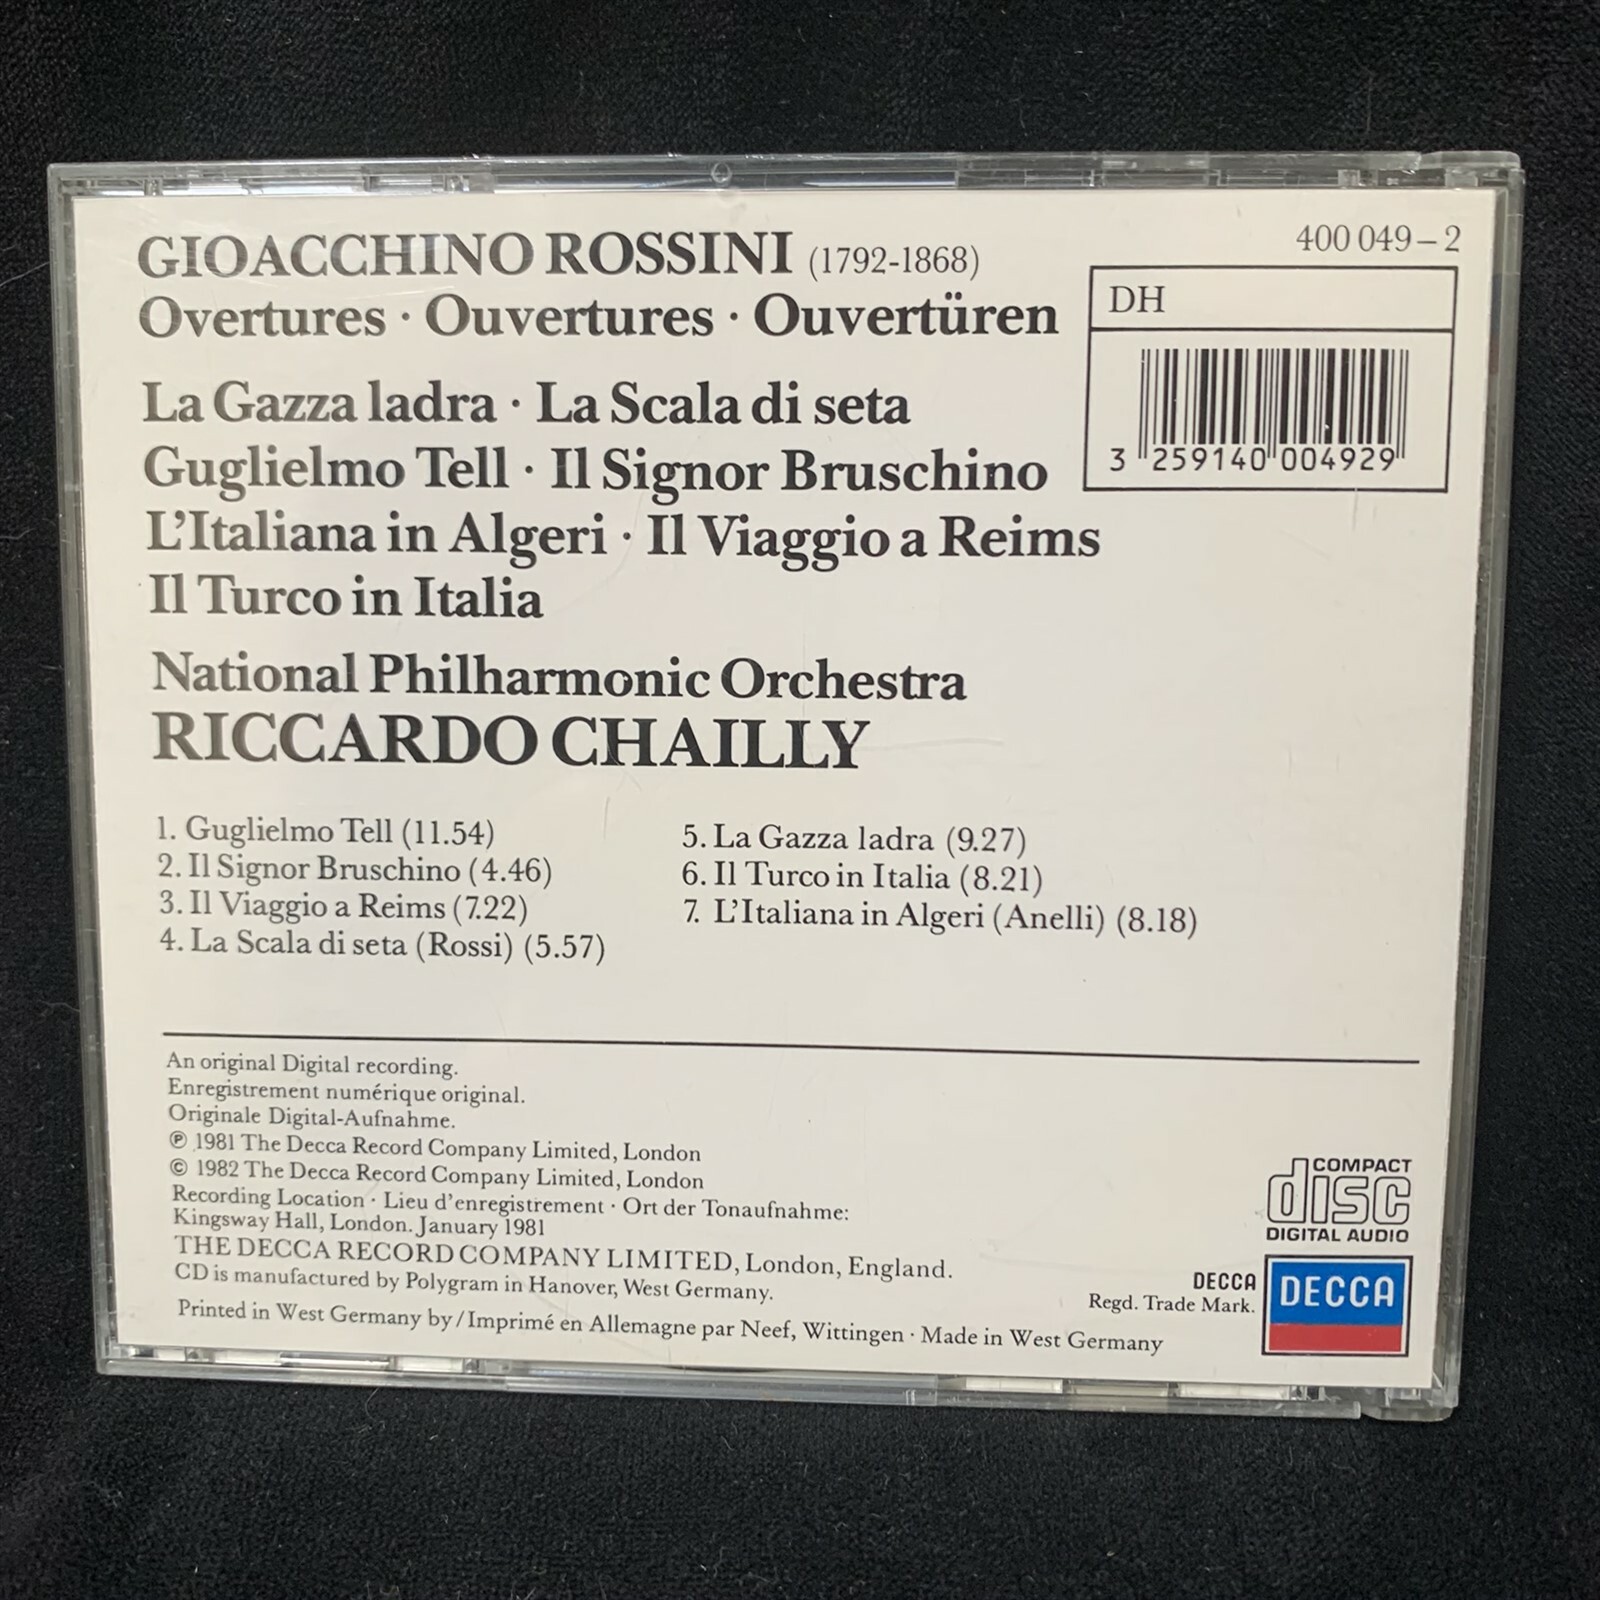 GIOACCHINO ROSSINI (1792-1868)
Overtures · Ouvertures · Ouvertüren
400 049 – 2
DH
3 259140 004929
La Gazza ladra · La Scala di seta
Guglielmo Tell · Il Signor Bruschino
L'Italiana in Algeri · Il Viaggio a Reims
Il Turco in Italia
National Philharmonic Orchestra
RICCARDO CHAILLY
1. Guglielmo Tell (11.54)
2. Il Signor Bruschino (4.46)
3. Il Viaggio a Reims (7.22)
4. La Scala di seta (Rossi) (5.57)
5. La Gazza ladra (9.27)
6. Il Turco in Italia (8.21)
7. L'Italiana in Algeri (Anelli) (8.18)
An original Digital recording.
Enregistrement numérique original.
Originale Digital-Aufnahme.
℗ 1981 The Decca Record Company Limited, London
© 1982 The Decca Record Company Limited, London
Recording Location · Lieu d'enregistrement · Ort der Tonaufnahme:
Kingsway Hall, London. January 1981
THE DECCA RECORD COMPANY LIMITED, London, England.
CD is manufactured by Polygram in Hanover, West Germany.
Printed in West Germany by / Imprimé en Allemagne par Neef, Wittingen · Made in West Germany
COMPACT
disc
DIGITAL AUDIO
DECCA
Regd. Trade Mark.
DECCA